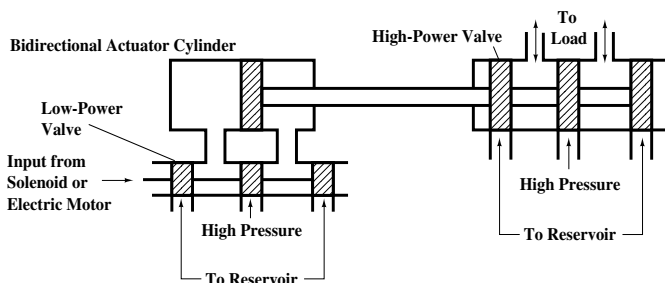 To
Load
High-Power Valve
Bidirectional Actuator Cylinder
Low-Power
Valve
Input from
Solenoid or
Electric Motor
High Pressure
High Pressure
To Reservoir
To Reservoir